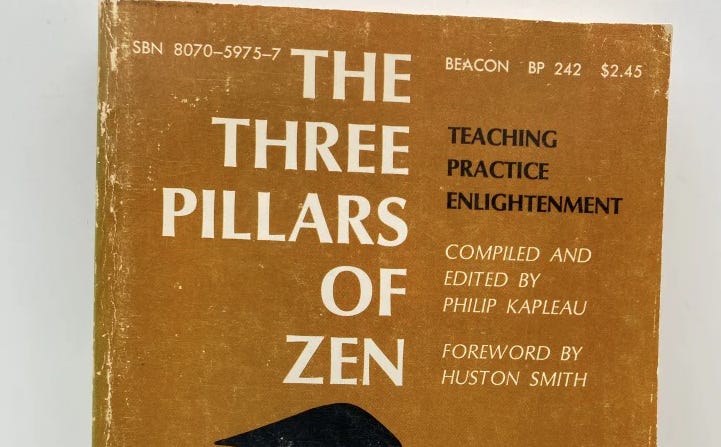 SBN 8070-5975-7
BEACON BP 242 $2.45
THE
THREE
PILLARS
OF
ZEN
TEACHING
PRACTICE
ENLIGHTENMENT
COMPILED AND
EDITED BY
PHILIP KAPLEAU
FOREWORD BY
HUSTON SMITH